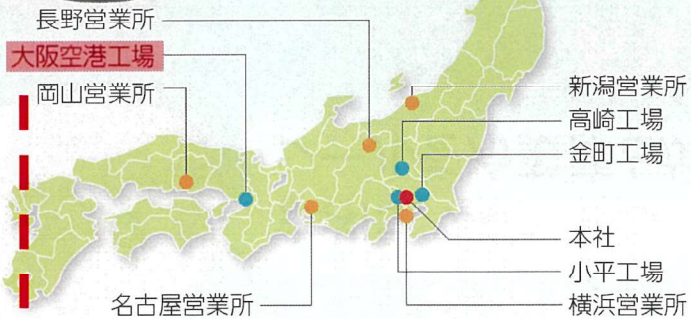 長野営業所
大阪空港工場
岡山営業所
新潟営業所
高崎工場
金町工場
本社
小平工場
名古屋営業所
横浜営業所